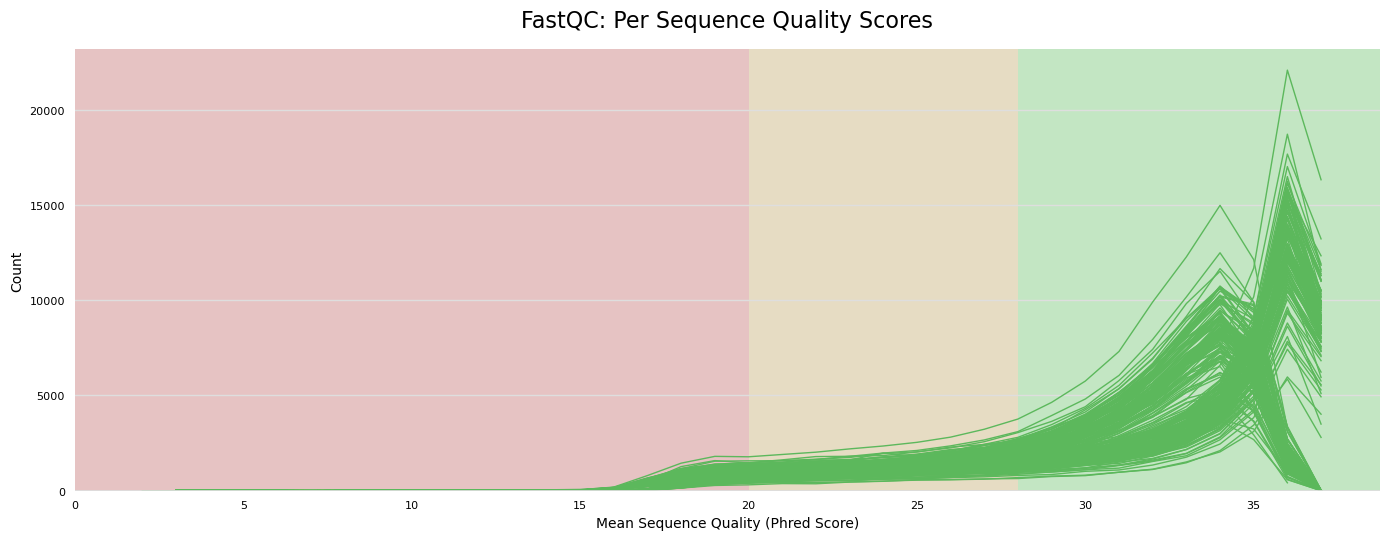 FastQC: Per Sequence Quality Scores
20000
15000
10000
5000
0
Count
0 5 10 15 20 25 30 35
Mean Sequence Quality (Phred Score)